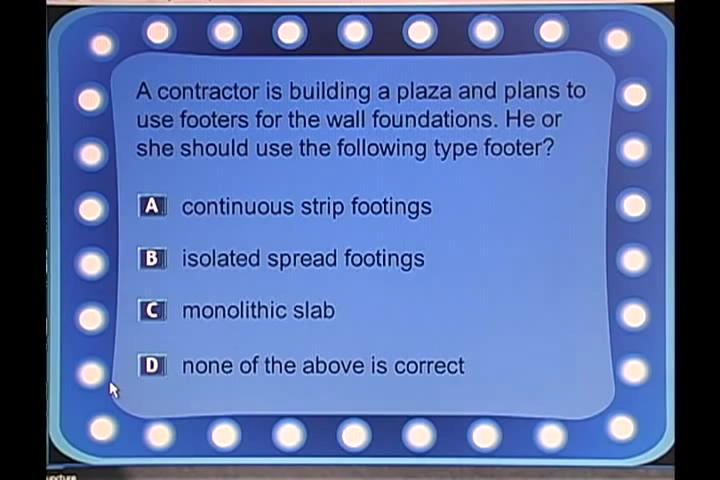 A contractor is building a plaza and plans to
use footers for the wall foundations. He or
she should use the following type footer?
A continuous strip footings
B isolated spread footings
C monolithic slab
D none of the above is correct